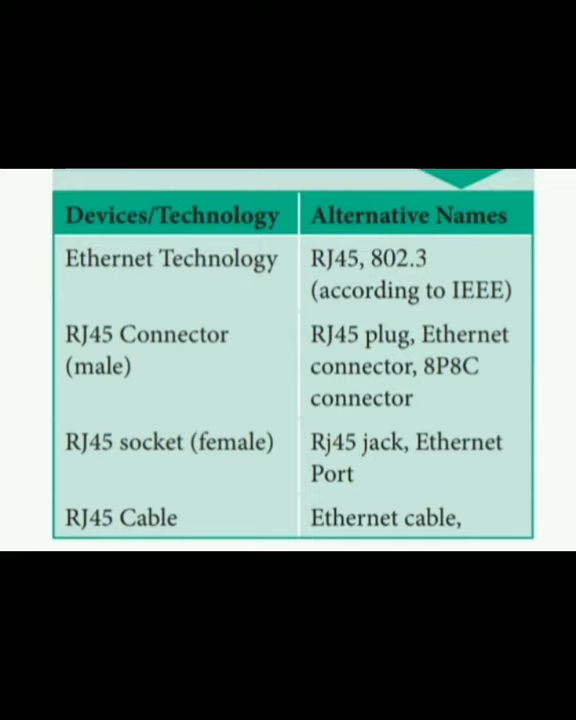 Devices/Technology Alternative Names
Ethernet Technology RJ45, 802.3
(according to IEEE)
RJ45 Connector RJ45 plug, Ethernet
(male) connector, 8P8C
connector
RJ45 socket (female) Rj45 jack, Ethernet
Port
RJ45 Cable Ethernet cable,